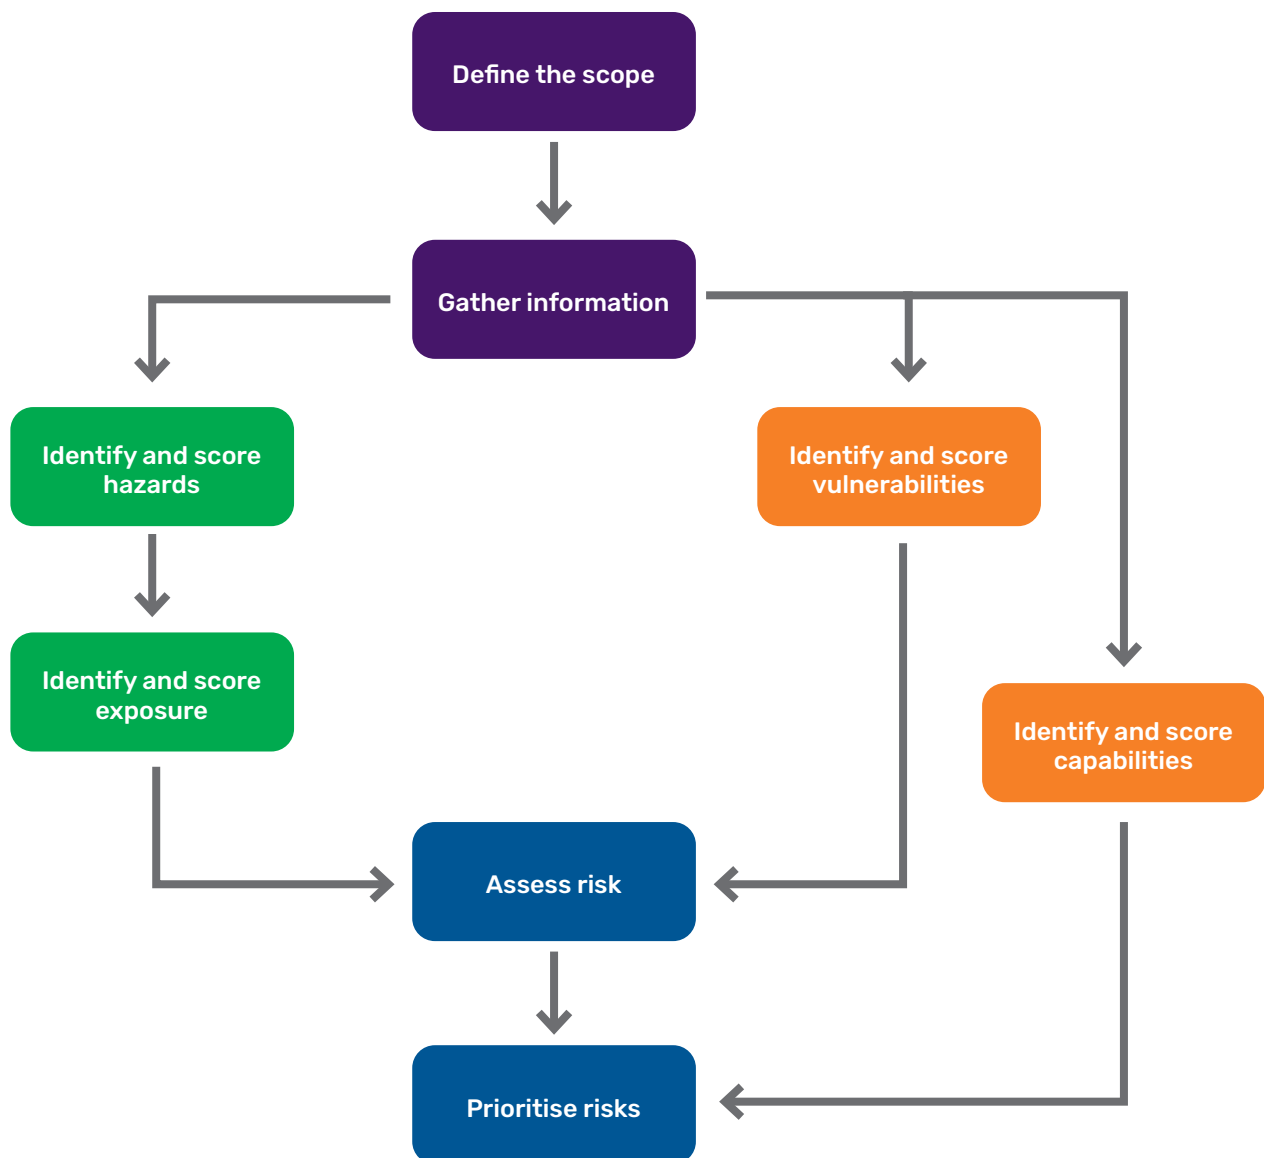 Define the scope
Gather information
Identify and score
hazards
Identify and score
vulnerabilities
Identify and score
exposure
Identify and score
capabilities
Assess risk
Prioritise risks